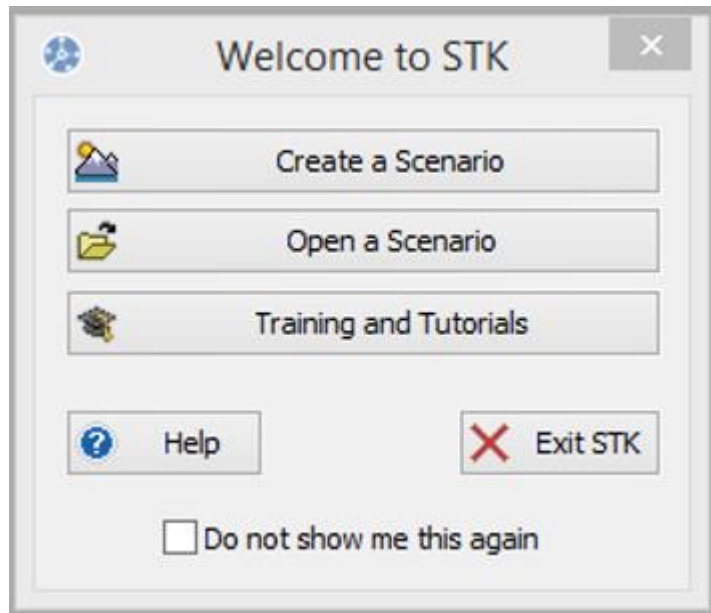 Welcome to STK
Create a Scenario
Open a Scenario
Training and Tutorials
Help
Exit STK
Do not show me this again